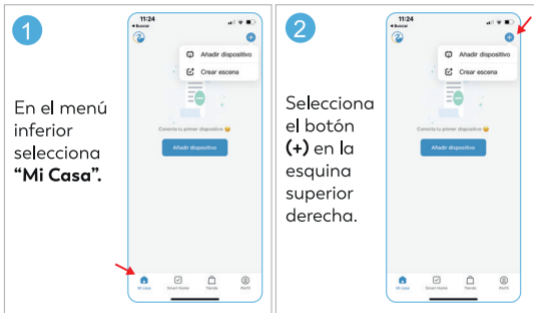 1
En el menú
inferior
selecciona
“Mi Casa”.
11:24
◂ Buscar
Añadir dispositivo
Crear escena
Conecta tu primer dispositivo 😀
Añadir dispositivo
Mi casa
Smart Home
Tienda
Perfil
2
Selecciona
el botón
(+) en la
esquina
superior
derecha.
11:24
◂ Buscar
+
Añadir dispositivo
Crear escena
Conecta tu primer dispositivo 😀
Añadir dispositivo
Mi casa
Smart Home
Tienda
Perfil